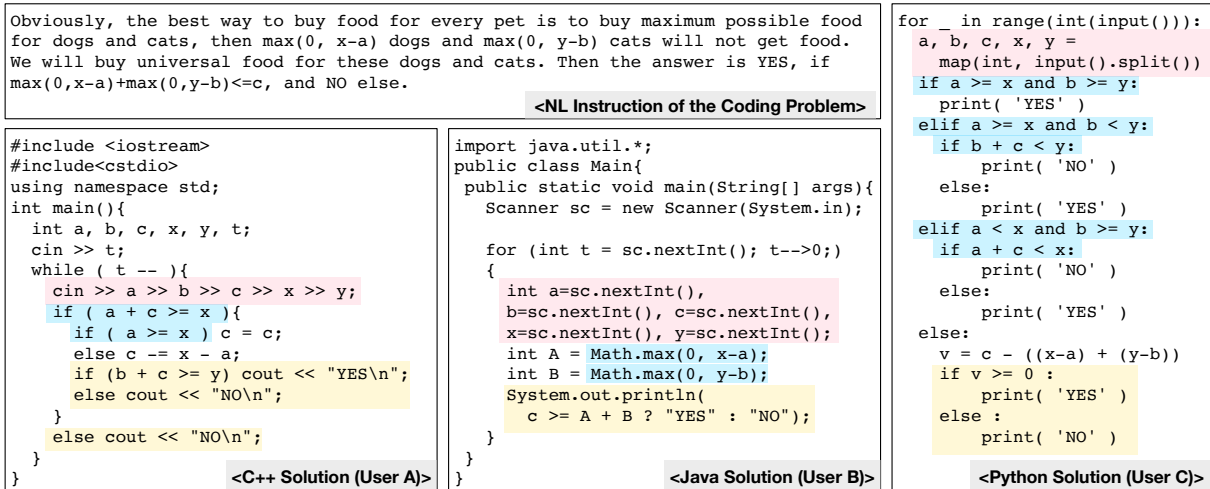 Obviously, the best way to buy food for every pet is to buy maximum possible food
for dogs and cats, then max(0, x-a) dogs and max(0, y-b) cats will not get food.
We will buy universal food for these dogs and cats. Then the answer is YES, if
max(0,x-a)+max(0,y-b)<=c, and NO else.
<NL Instruction of the Coding Problem>
#include <iostream>
#include<cstdio>
using namespace std;
int main(){
int a, b, c, x, y, t;
cin >> t;
while ( t -- ){
cin >> a >> b >> c >> x >> y;
if ( a + c >= x ){
if ( a >= x ) c = c;
else c -= x - a;
if (b + c >= y) cout << "YES\n";
else cout << "NO\n";
}
else cout << "NO\n";
}
}
<C++ Solution (User A)>
import java.util.*;
public class Main{
public static void main(String[] args){
Scanner sc = new Scanner(System.in);
for (int t = sc.nextInt(); t-->0;)
{
int a=sc.nextInt(),
b=sc.nextInt(), c=sc.nextInt(),
x=sc.nextInt(), y=sc.nextInt();
int A = Math.max(0, x-a);
int B = Math.max(0, y-b);
System.out.println(
c >= A + B ? "YES" : "NO");
}
}
}
<Java Solution (User B)>
for _ in range(int(input())):
a, b, c, x, y =
map(int, input().split())
if a >= x and b >= y:
print( 'YES' )
elif a >= x and b < y:
if b + c < y:
print( 'NO' )
else:
print( 'YES' )
elif a < x and b >= y:
if a + c < x:
print( 'NO' )
else:
print( 'YES' )
else:
v = c - ((x-a) + (y-b))
if v >= 0 :
print( 'YES' )
else :
print( 'NO' )
<Python Solution (User C)>